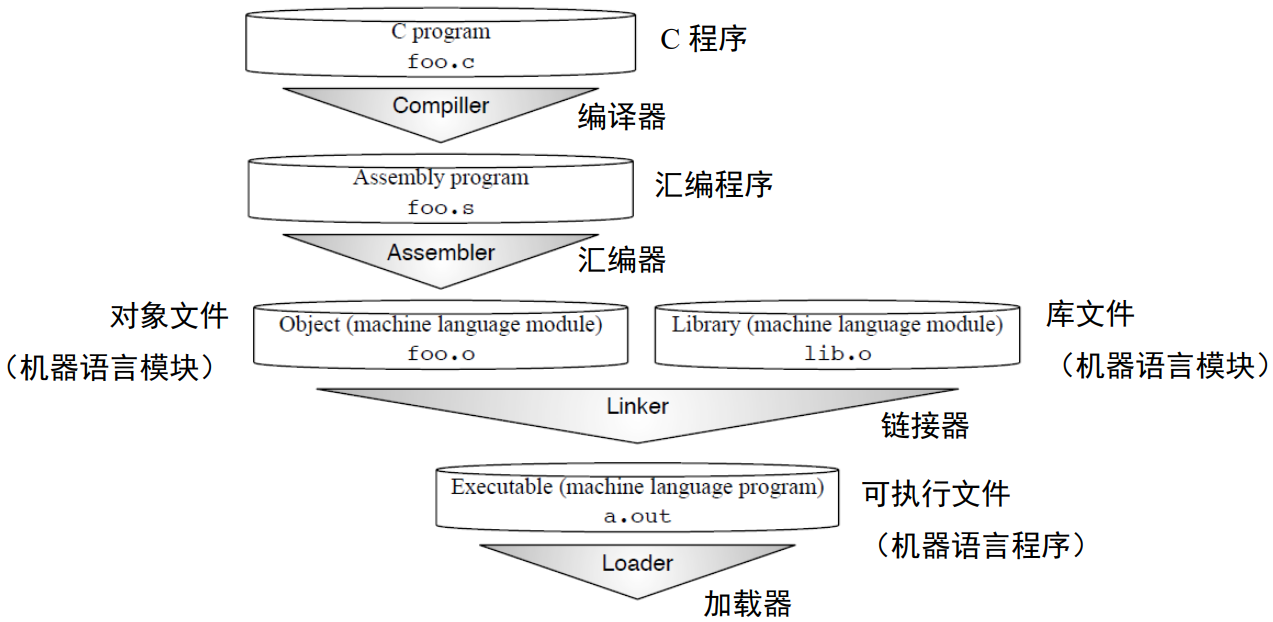 C program
foo.c
C 程序
Compiller
编译器
Assembly program
foo.s
汇编程序
Assembler
汇编器
对象文件
（机器语言模块）
Object (machine language module)
foo.o
Library (machine language module)
lib.o
库文件
（机器语言模块）
Linker
链接器
Executable (machine language program)
a.out
可执行文件
（机器语言程序）
Loader
加载器